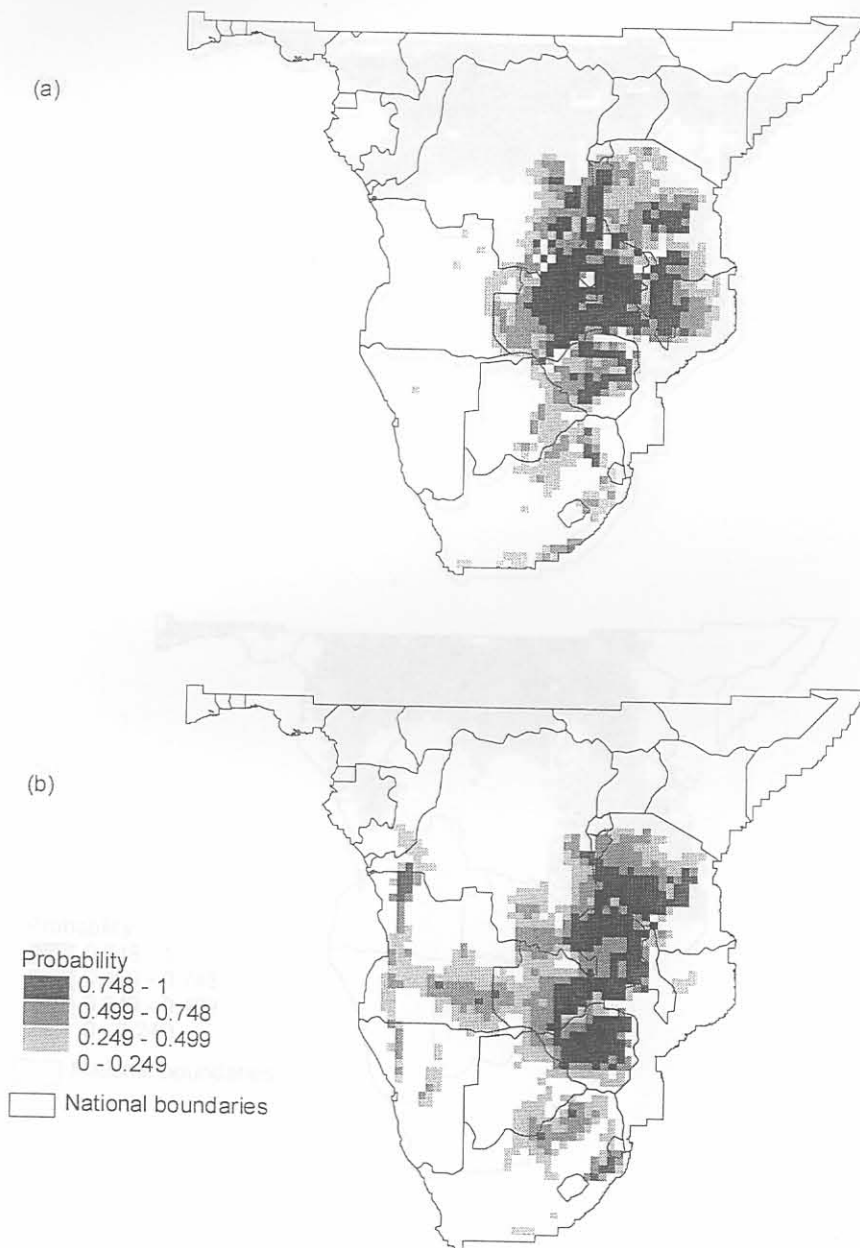 (a)
(b)
Probability
0.748 - 1
0.499 - 0.748
0.249 - 0.499
0 - 0.249
National boundaries